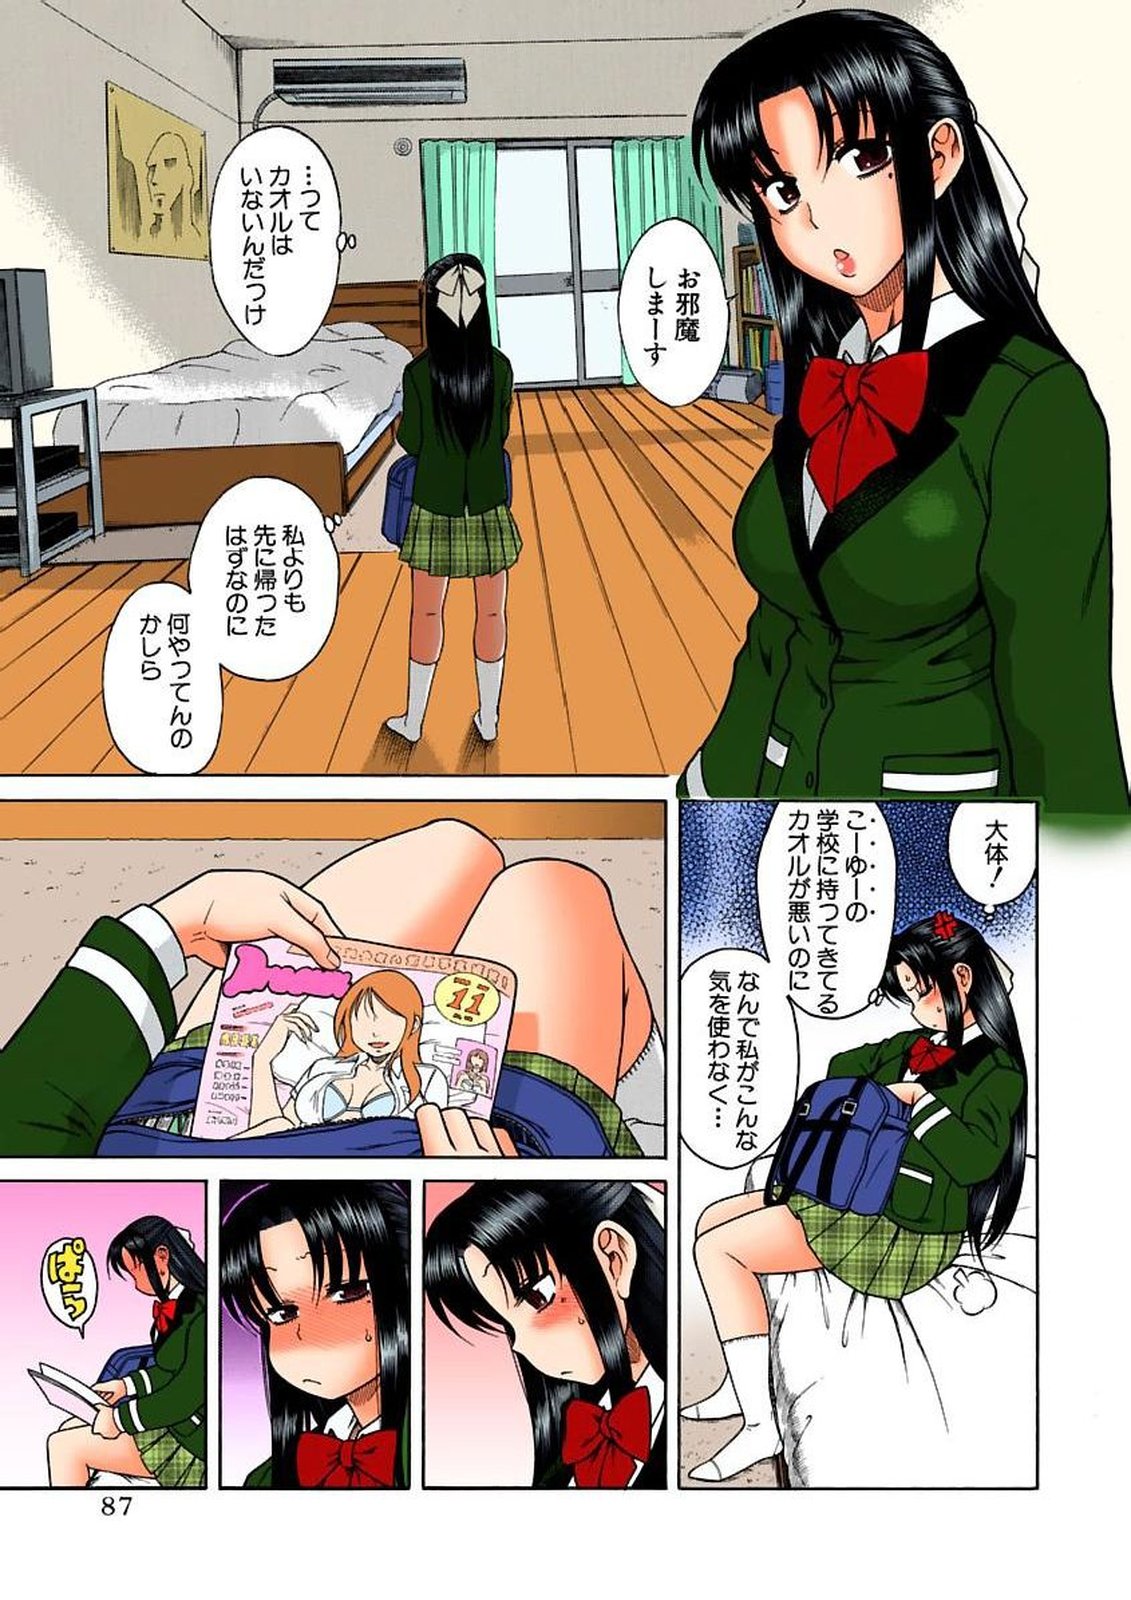 お邪魔
しまーす
…って
カオルは
いないんだっけ
私よりも
先に帰った
はずなのに
何やってんの
かしら
大体!
こーゆーの
学校に持ってきてる
カオルが悪いのに
なんで私がこんな
気を使わなく…
11
ぱら
87